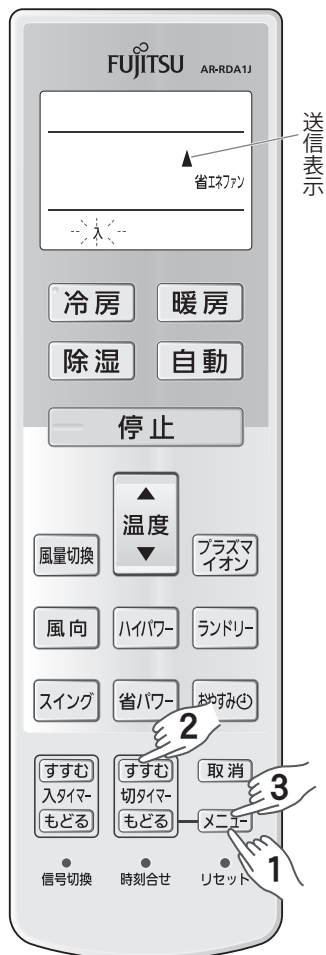 FUJITSU AR-RDA1J
送信表示
省エネファン
入
冷房 暖房
除湿 自動
停止
温度
風量切換 プラズマイオン
風向 ハイパワー ランドリー
スイング 省パワー おやすみ
2
すすむ すすむ 取消
入タイマー 切タイマー
3
もどる もどる メニュー
1
信号切換 時刻合せ リセット